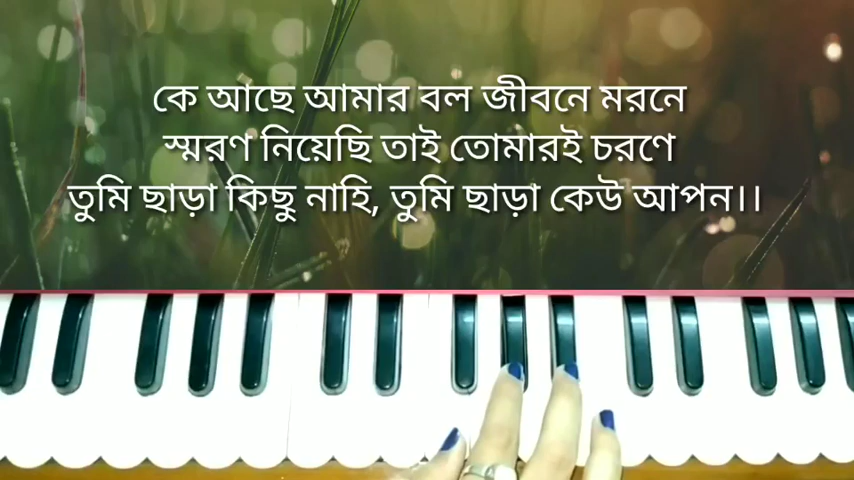 কে আছে আমার বল জীবনে মরনে
স্মরণ নিয়েছি তাই তোমারই চরণে
তুমি ছাড়া কিছু নাহি, তুমি ছাড়া কেউ আপন।।